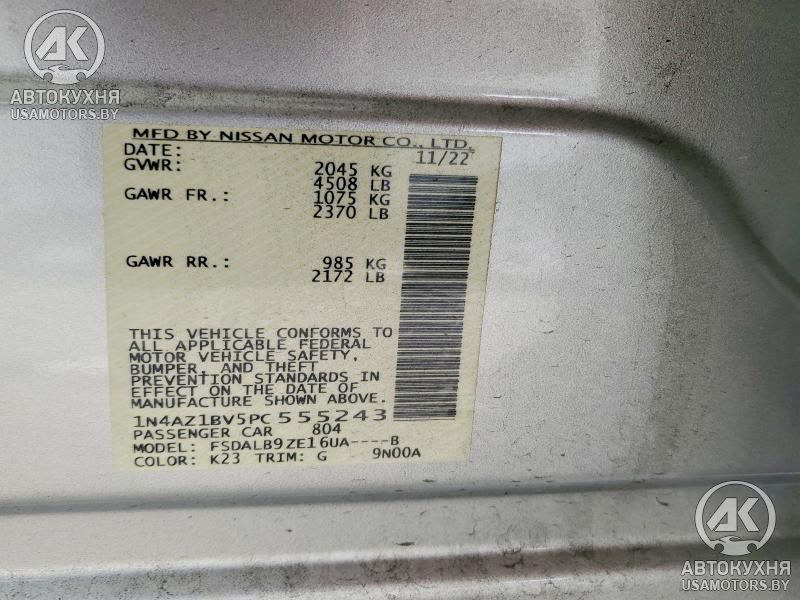 AK
АВТОКУХНЯ
USAMOTORS.BY
MFD BY NISSAN MOTOR CO., LTD.
DATE: 11/22
GVWR: 2045 KG
4508 LB
GAWR FR.: 1075 KG
2370 LB
GAWR RR.: 985 KG
2172 LB
THIS VEHICLE CONFORMS TO
ALL APPLICABLE FEDERAL
MOTOR VEHICLE SAFETY,
BUMPER, AND THEFT
PREVENTION STANDARDS IN
EFFECT ON THE DATE OF
MANUFACTURE SHOWN ABOVE.
1N4AZ1BV5PC555243
PASSENGER CAR 804
MODEL: FSDALB9ZE16UA----B
COLOR: K23 TRIM: G 9N00A
AK
АВТОКУХНЯ
USAMOTORS.BY